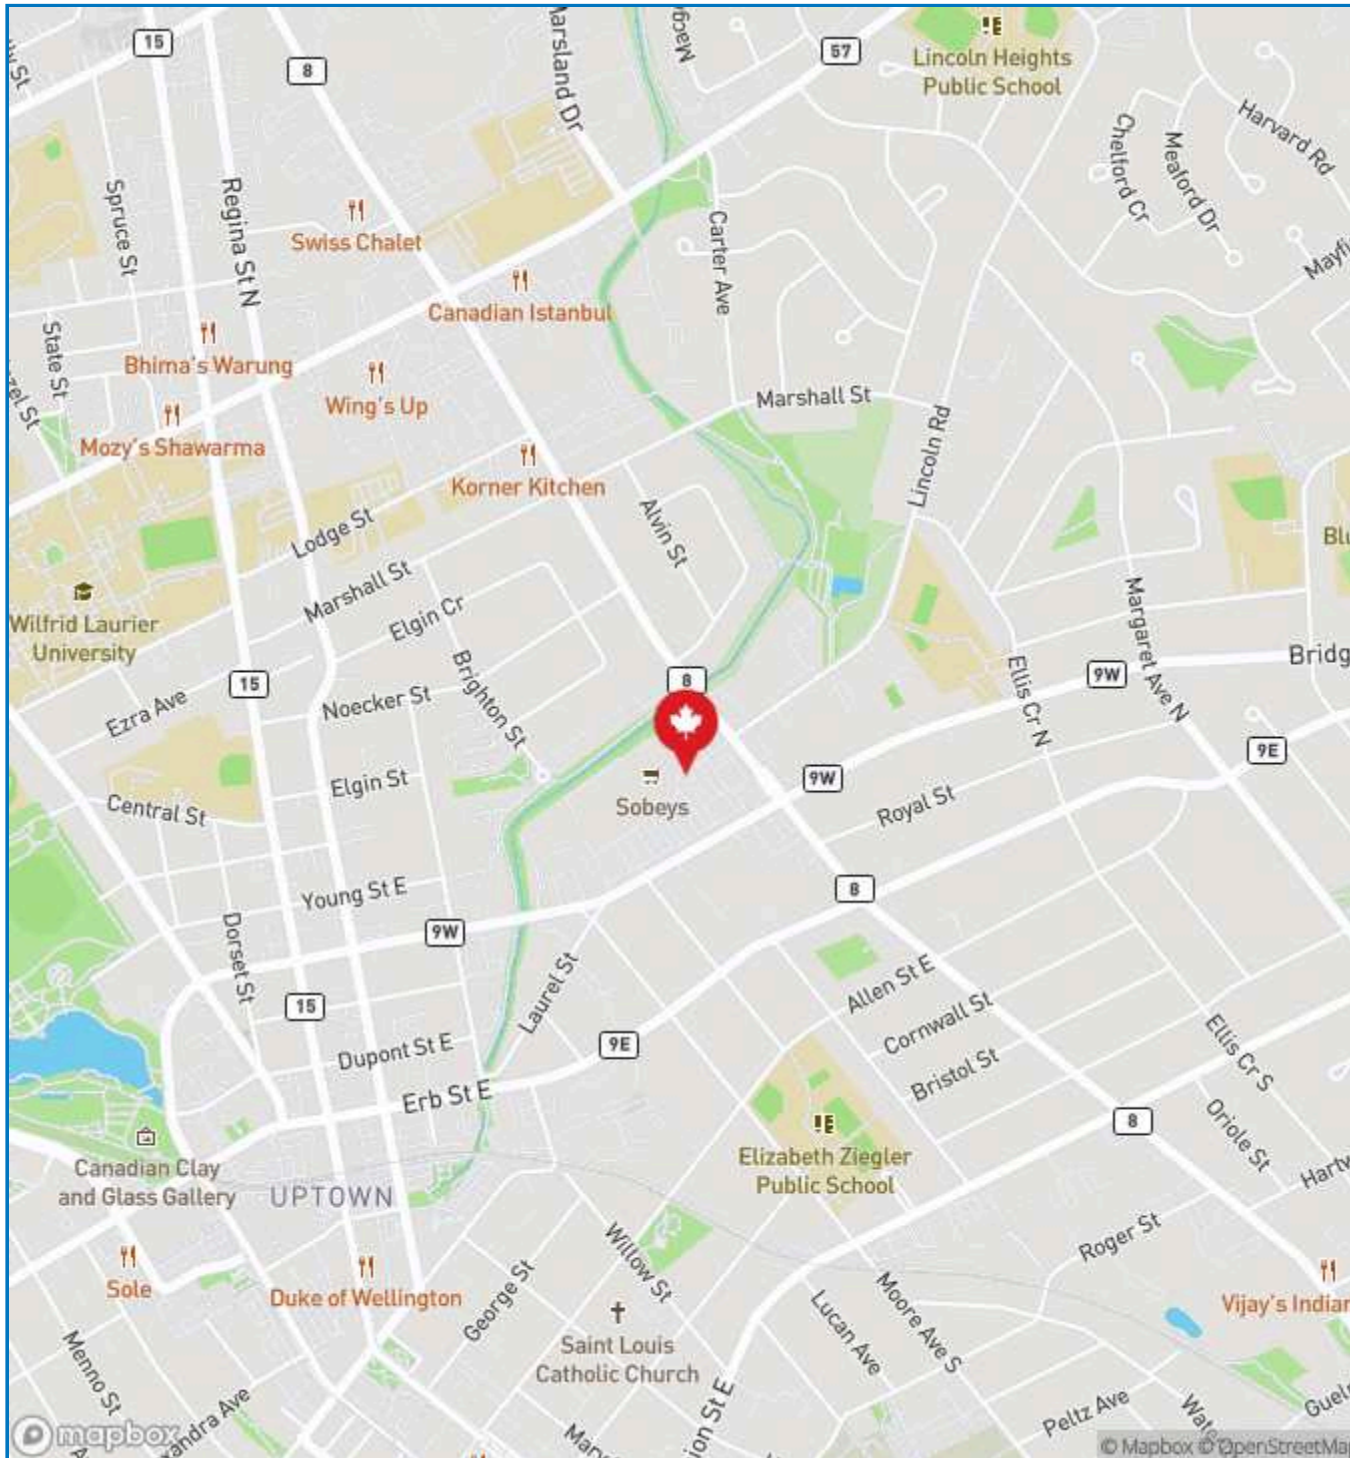 15
8
57
Marsland Dr
Lincoln Heights
Public School
Harvard Rd
Chelford Cr
Meaford Dr
Spruce St
Regina St N
Swiss Chalet
Carter Ave
Canadian Istanbul
State St
Bhima's Warung
Wing's Up
Marshall St
Mozy's Shawarma
Lincoln Rd
Korner Kitchen
Alvin St
Lodge St
Marshall St
Elgin Cr
Wilfrid Laurier
University
Margaret Ave N
Brighton St
Ellis Cr N
8
9W
15
Noecker St
Ezra Ave
9E
Elgin St
Sobeys
9W
Royal St
Central St
Young St E
8
9W
Dorset St
Laurel St
Allen St E
15
Cornwall St
Dupont St E
9E
Bristol St
Ellis Cr S
Erb St E
8
Oriole St
Canadian Clay
and Glass Gallery
UPTOWN
Elizabeth Ziegler
Public School
Roger St
Willow St
Sole
Duke of Wellington
George St
Vijay's Indian
Moore Ave S
Lucan Ave
Saint Louis
Catholic Church
Menno St
Peltz Ave
mapbox
© Mapbox © OpenStreetMap